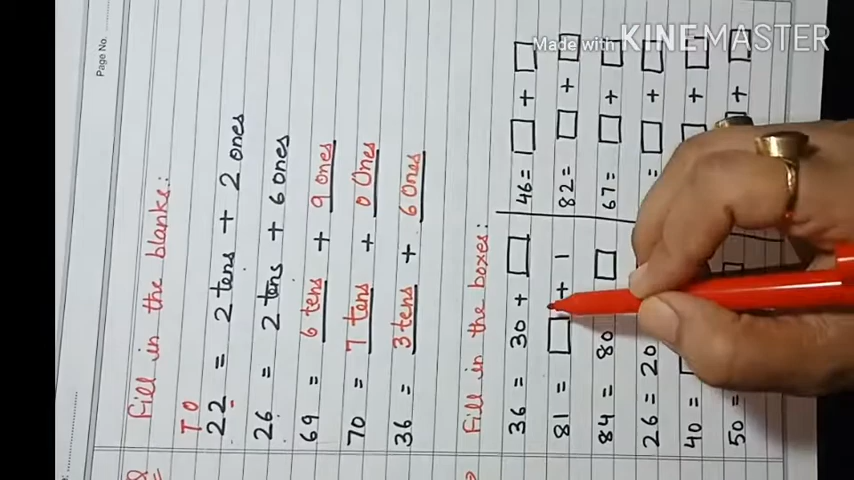 Page No.
Fill in the blanks:
T O
22 = 2 tens + 2 ones
26 = 2 tens + 6 ones
69 = 6 tens + 9 ones
70 = 7 tens + 0 Ones
36 = 3 tens + 6 Ones
Fill in the boxes:
36 = 30 + □ 46 = □ + □
81 = □ + 1 82 = □ + □
84 = 80 □ 67 = □ + □
26 = 20 = □ + □
40 = □ + □
50 = □ + □
Made with KINEMASTER